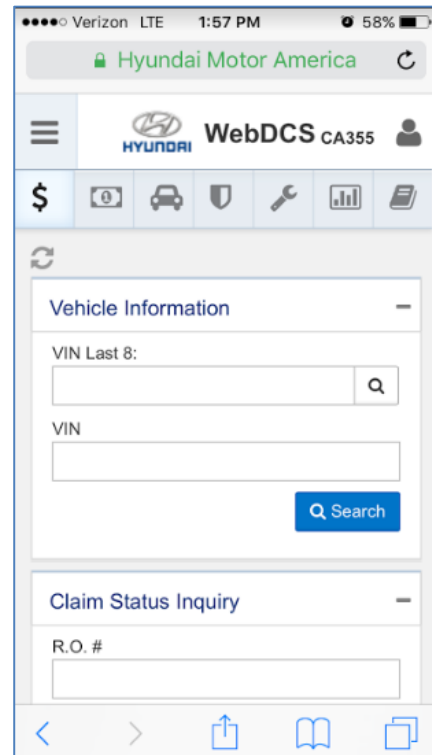 Verizon LTE 1:57 PM 58%
Hyundai Motor America
HYUNDAI WebDCS CA355
$
Vehicle Information
VIN Last 8:
VIN
Search
Claim Status Inquiry
R.O. #